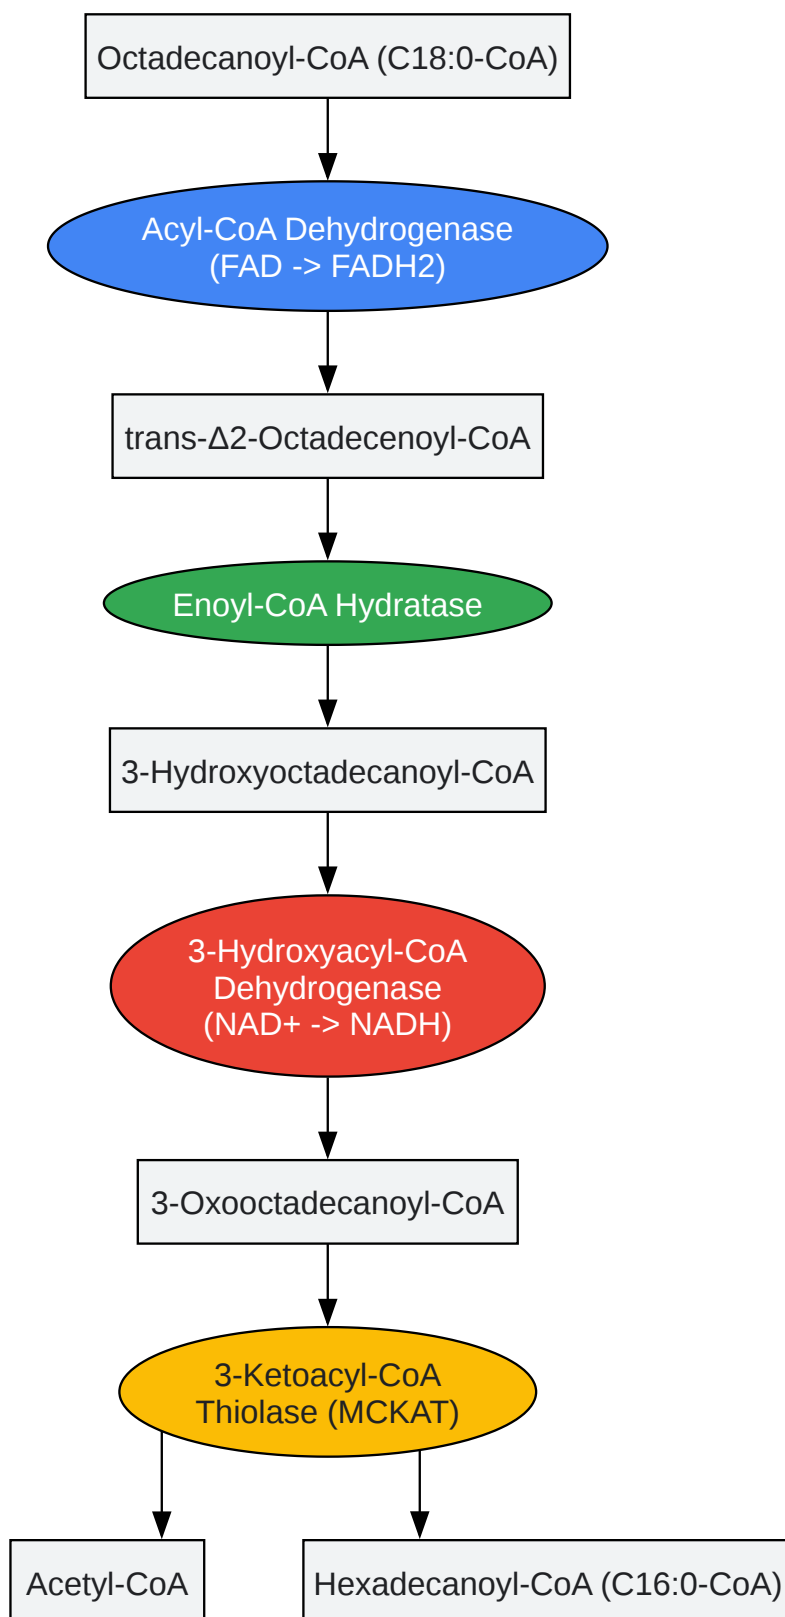 Octadecanoyl-CoA (C18:0-CoA)
Acyl-CoA Dehydrogenase
(FAD -> FADH2)
trans-Δ2-Octadecenoyl-CoA
Enoyl-CoA Hydratase
3-Hydroxyoctadecanoyl-CoA
3-Hydroxyacyl-CoA
Dehydrogenase
(NAD+ -> NADH)
3-Oxooctadecanoyl-CoA
3-Ketoacyl-CoA
Thiolase (MCKAT)
Acetyl-CoA
Hexadecanoyl-CoA (C16:0-CoA)